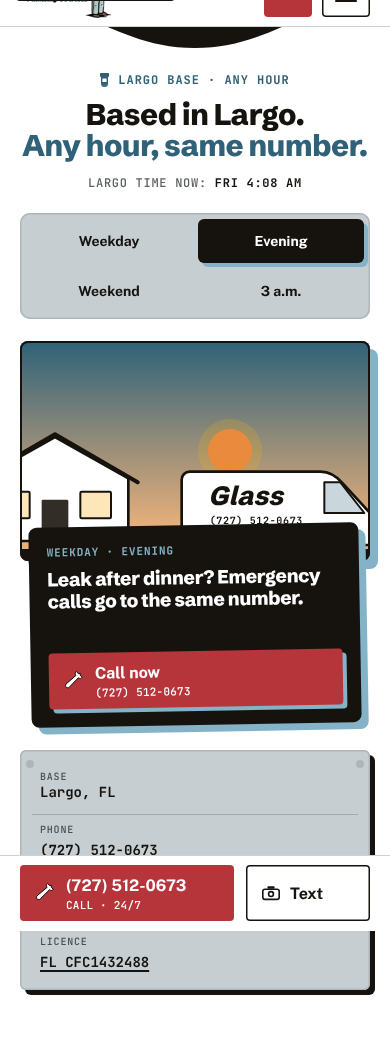 LARGO BASE · ANY HOUR
Based in Largo.
Any hour, same number.
LARGO TIME NOW: FRI 4:08 AM
Weekday
Evening
Weekend
3 a.m.
Glass
(727) 512-0673
WEEKDAY · EVENING
Leak after dinner? Emergency
calls go to the same number.
Call now
(727) 512-0673
BASE
Largo, FL
PHONE
(727) 512-0673
(727) 512-0673
CALL · 24/7
Text
LICENCE
FL CFC1432488